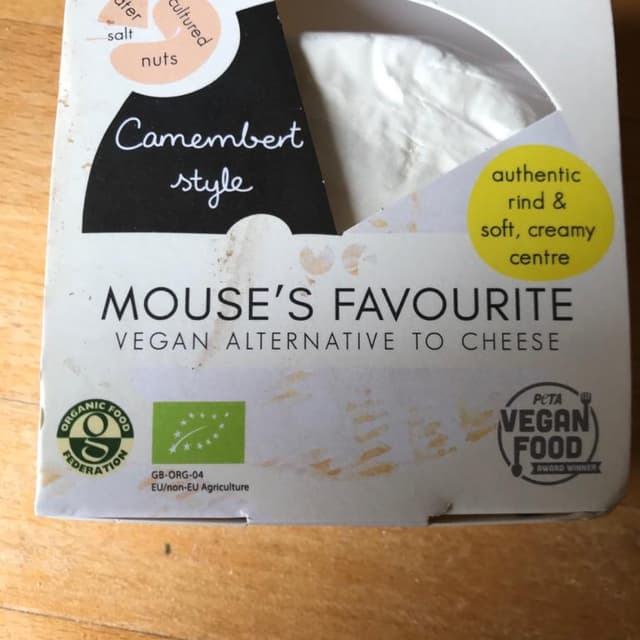 salt
cultured
nuts
Camembert
style
authentic
rind &
soft, creamy
centre
MOUSE'S FAVOURITE
VEGAN ALTERNATIVE TO CHEESE
ORGANIC FOOD
FEDERATION
GB-ORG-04
EU/non-EU Agriculture
PeTA
VEGAN
FOOD
AWARD WINNER